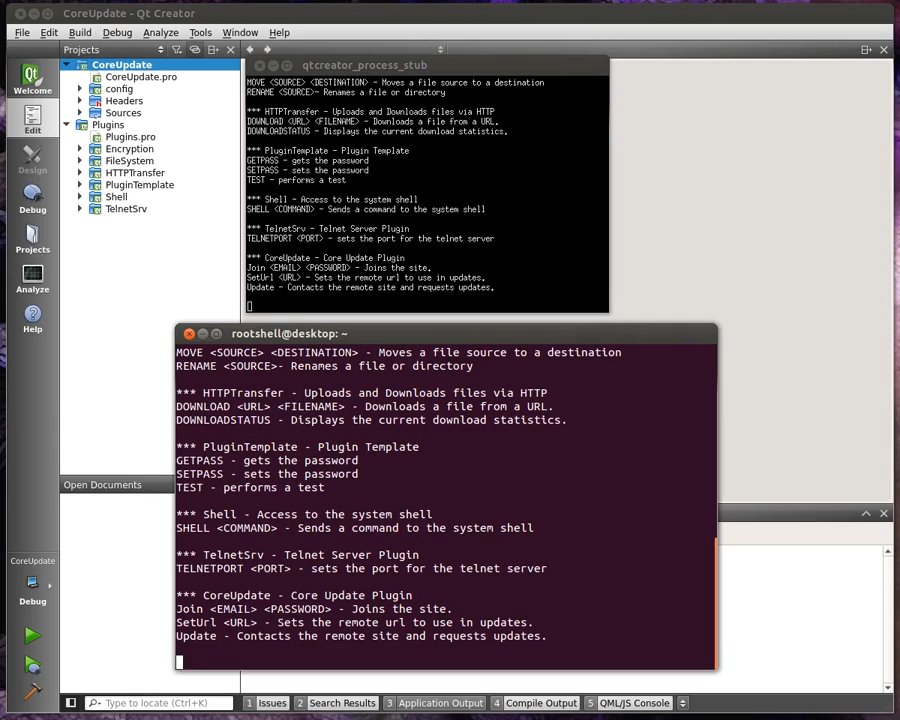 CoreUpdate - Qt Creator
File Edit Build Debug Analyze Tools Window Help
Projects
Welcome
Edit
Design
Debug
Projects
Analyze
Help
CoreUpdate
Debug
CoreUpdate
CoreUpdate.pro
config
Headers
Sources
Plugins
Plugins.pro
Encryption
FileSystem
HTTPTransfer
PluginTemplate
Shell
TelnetSrv
Open Documents
qtcreator_process_stub
MOVE <SOURCE> <DESTINATION> - Moves a file source to a destination
RENAME <SOURCE>- Renames a file or directory
*** HTTPTransfer - Uploads and Downloads files via HTTP
DOWNLOAD <URL> <FILENAME> - Downloads a file from a URL.
DOWNLOADSTATUS - Displays the current download statistics.
*** PluginTemplate - Plugin Template
GETPASS - gets the password
SETPASS - sets the password
TEST - performs a test
*** Shell - Access to the system shell
SHELL <COMMAND> - Sends a command to the system shell
*** TelnetSrv - Telnet Server Plugin
TELNETPORT <PORT> - sets the port for the telnet server
*** CoreUpdate - Core Update Plugin
Join <EMAIL> <PASSWORD> - Joins the site.
SetUrl <URL> - Sets the remote url to use in updates.
Update - Contacts the remote site and requests updates.
rootshell@desktop: ~
MOVE <SOURCE> <DESTINATION> - Moves a file source to a destination
RENAME <SOURCE>- Renames a file or directory
*** HTTPTransfer - Uploads and Downloads files via HTTP
DOWNLOAD <URL> <FILENAME> - Downloads a file from a URL.
DOWNLOADSTATUS - Displays the current download statistics.
*** PluginTemplate - Plugin Template
GETPASS - gets the password
SETPASS - sets the password
TEST - performs a test
*** Shell - Access to the system shell
SHELL <COMMAND> - Sends a command to the system shell
*** TelnetSrv - Telnet Server Plugin
TELNETPORT <PORT> - sets the port for the telnet server
*** CoreUpdate - Core Update Plugin
Join <EMAIL> <PASSWORD> - Joins the site.
SetUrl <URL> - Sets the remote url to use in updates.
Update - Contacts the remote site and requests updates.
Type to locate (Ctrl+K) 1 Issues 2 Search Results 3 Application Output 4 Compile Output 5 QML/JS Console